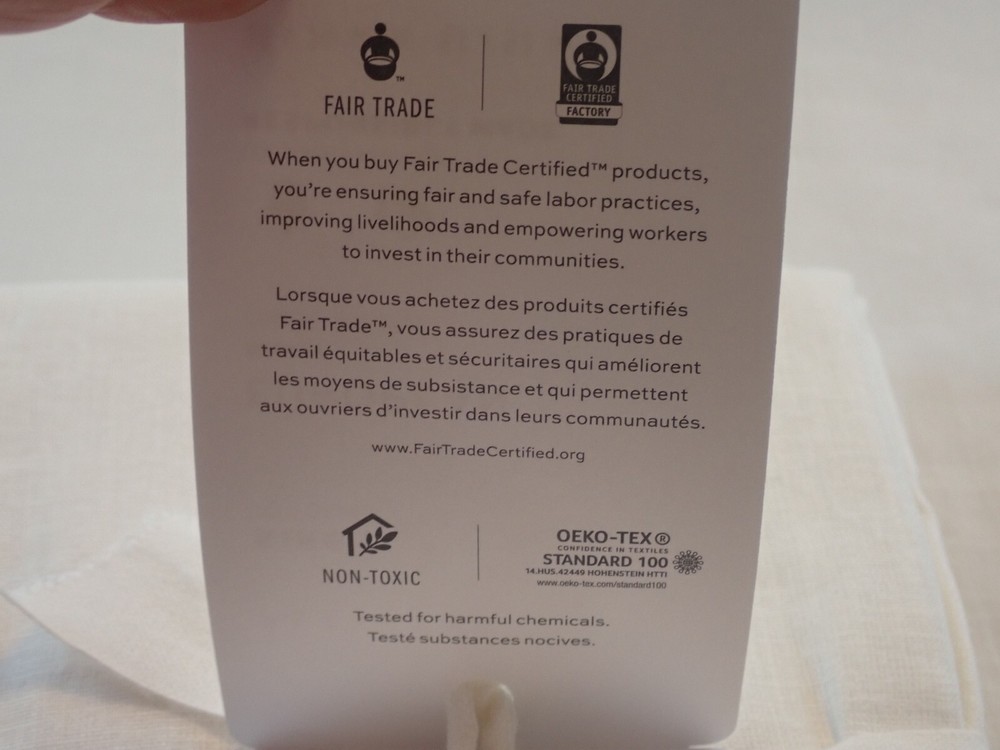 FAIR TRADE
™
FAIR TRADE
CERTIFIED
FACTORY
When you buy Fair Trade Certified™ products,
you're ensuring fair and safe labor practices,
improving livelihoods and empowering workers
to invest in their communities.
Lorsque vous achetez des produits certifiés
Fair Trade™, vous assurez des pratiques de
travail équitables et sécuritaires qui améliorent
les moyens de subsistance et qui permettent
aux ouvriers d'investir dans leurs communautés.
www.FairTradeCertified.org
NON-TOXIC
OEKO-TEX®
CONFIDENCE IN TEXTILES
STANDARD 100
14.HUS.42449 HOHENSTEIN HTTI
www.oeko-tex.com/standard100
Tested for harmful chemicals.
Testé substances nocives.